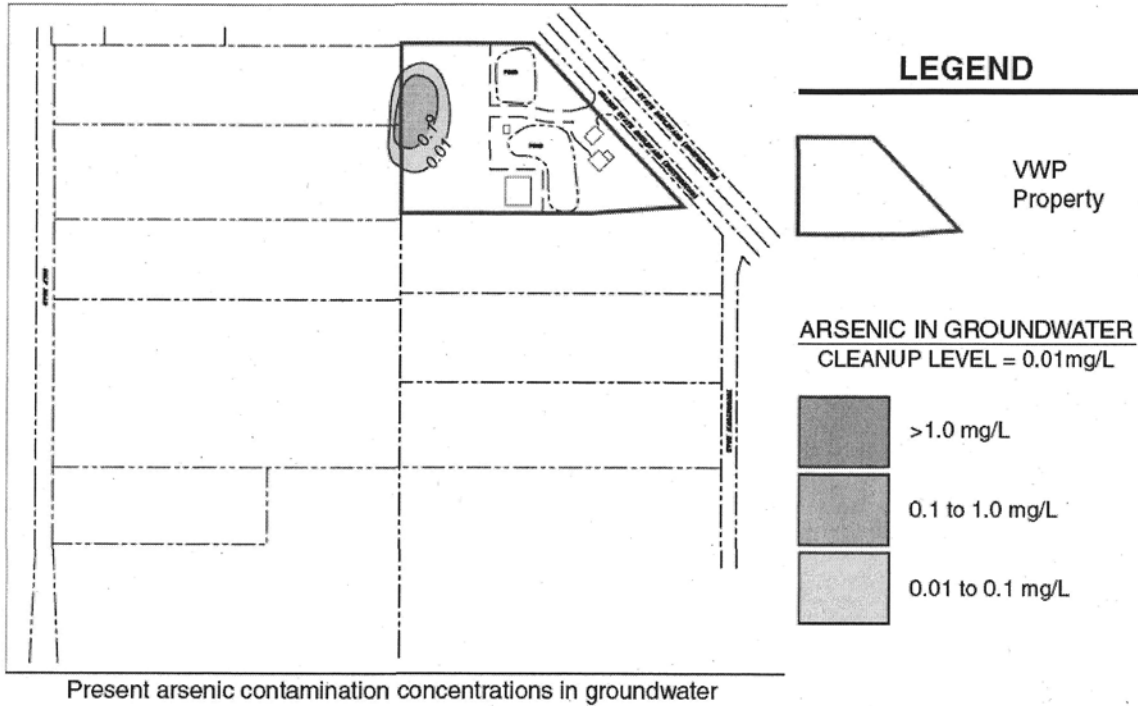 LEGEND
VWP
Property
ARSENIC IN GROUNDWATER
CLEANUP LEVEL = 0.01mg/L
>1.0 mg/L
0.1 to 1.0 mg/L
0.01 to 0.1 mg/L
0.01
Present arsenic contamination concentrations in groundwater